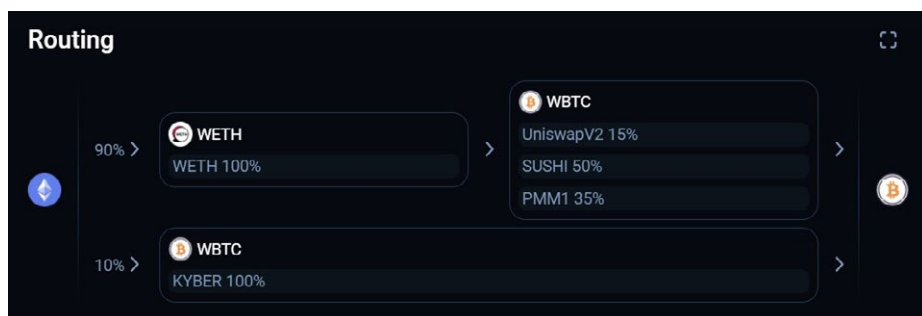 Routing
90%
WETH
WETH 100%
WBTC
UniswapV2 15%
SUSHI 50%
PMM1 35%
10%
WBTC
KYBER 100%